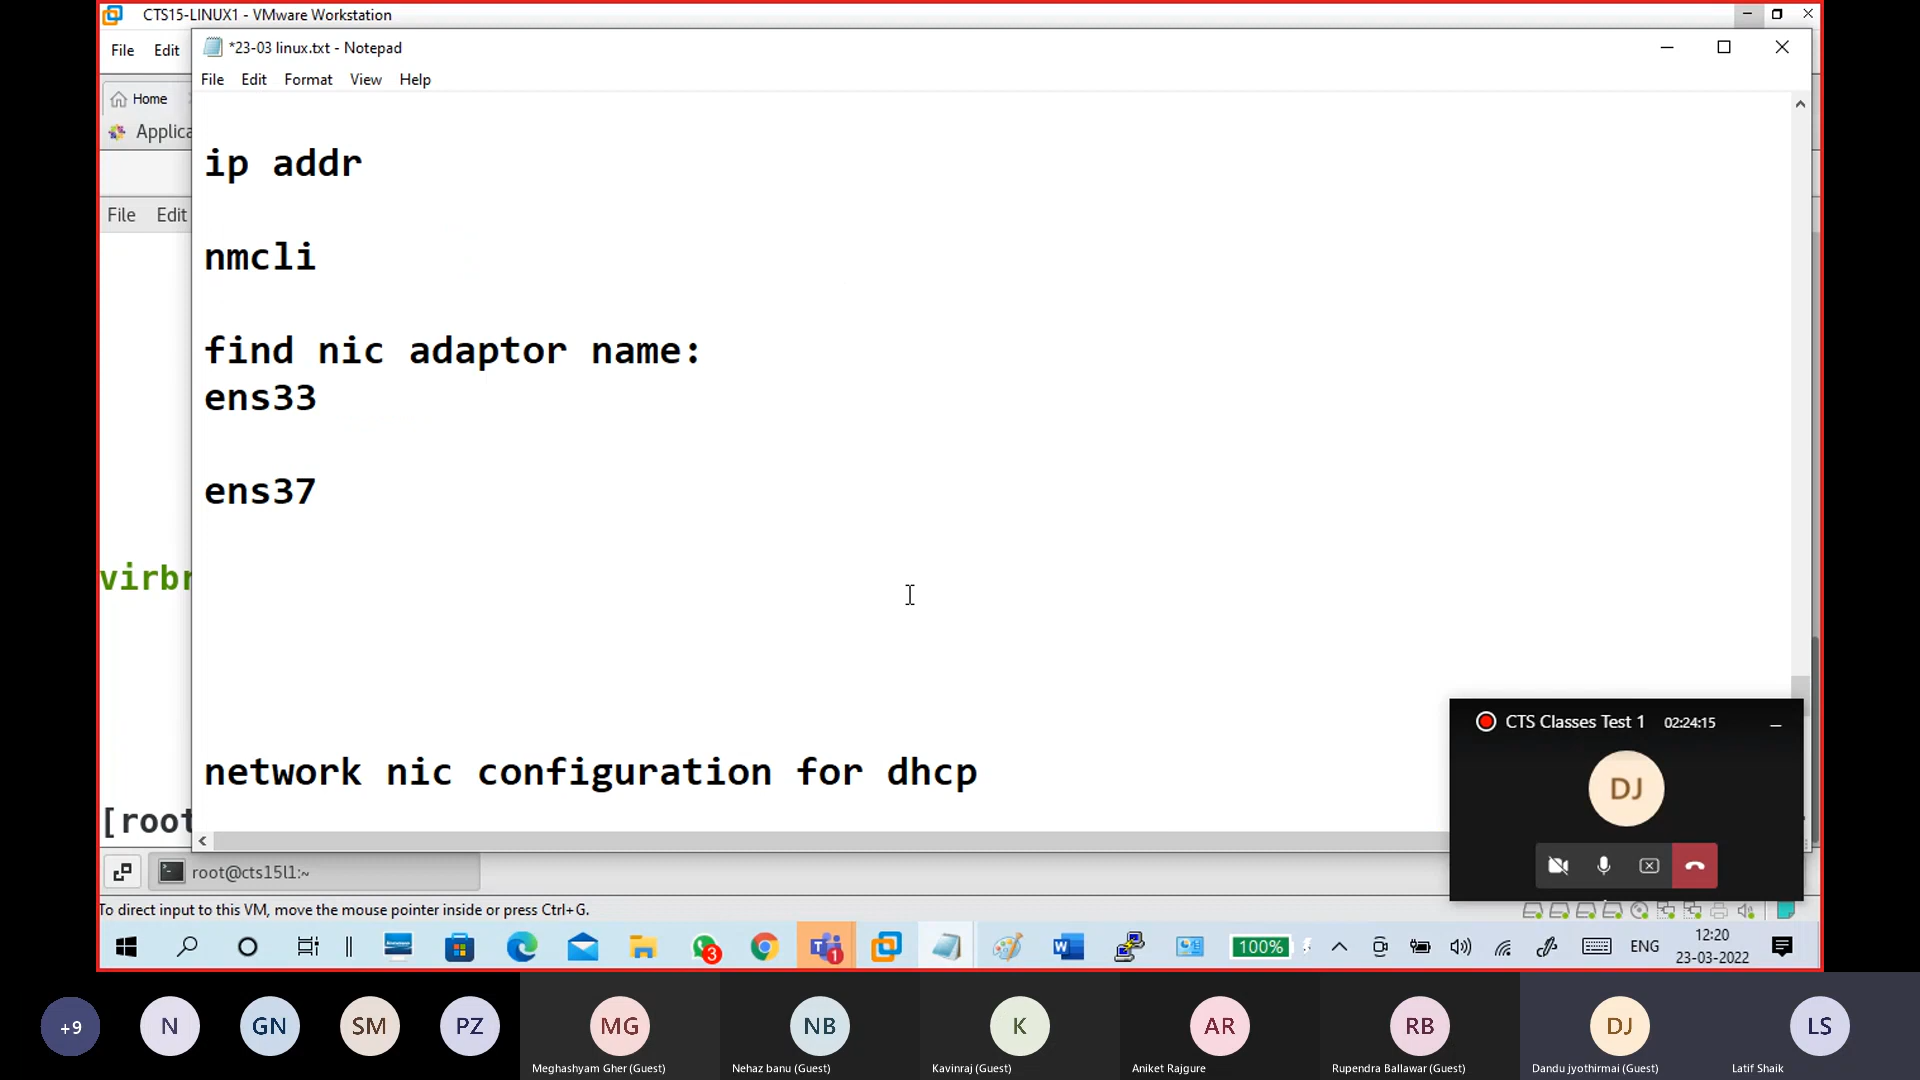 CTS15-LINUX1 - VMware Workstation
File Edit
*23-03 linux.txt - Notepad
File Edit Format View Help
Home
Applica
ip addr
nmcli
File Edit
find nic adaptor name:
ens33
ens37
virbr
network nic configuration for dhcp
[root
CTS Classes Test 1 02:24:15
DJ
root@cts15l1:~
To direct input to this VM, move the mouse pointer inside or press Ctrl+G.
3
1
100%
ENG
12:20
23-03-2022
+9 N GN SM PZ MG NB K AR RB DJ LS
Meghashyam Gher (Guest) Nehaz banu (Guest) Kavinraj (Guest) Aniket Rajgure Rupendra Ballawar (Guest) Dandu jyothirmai (Guest) Latif Shaik